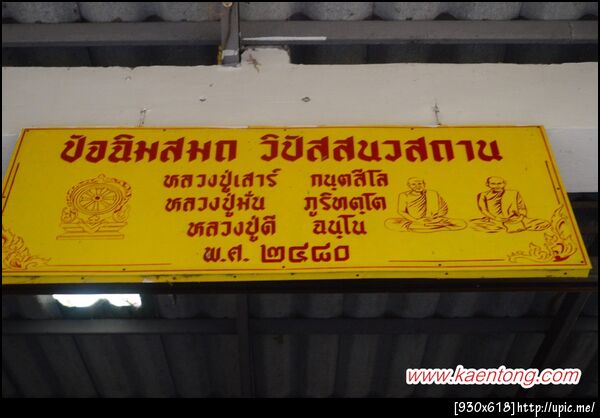 ปัจฉิมสมถ วิปัสสนวสถาน
หลวงปู่เสาร์ กนฺตสีโล
หลวงปู่มั่น ภูริทตฺโต
หลวงปู่ดี ฉนฺโน
พ.ศ. ๒๔๘๐
www.kaentong.com
[930x618]http://upic.me/